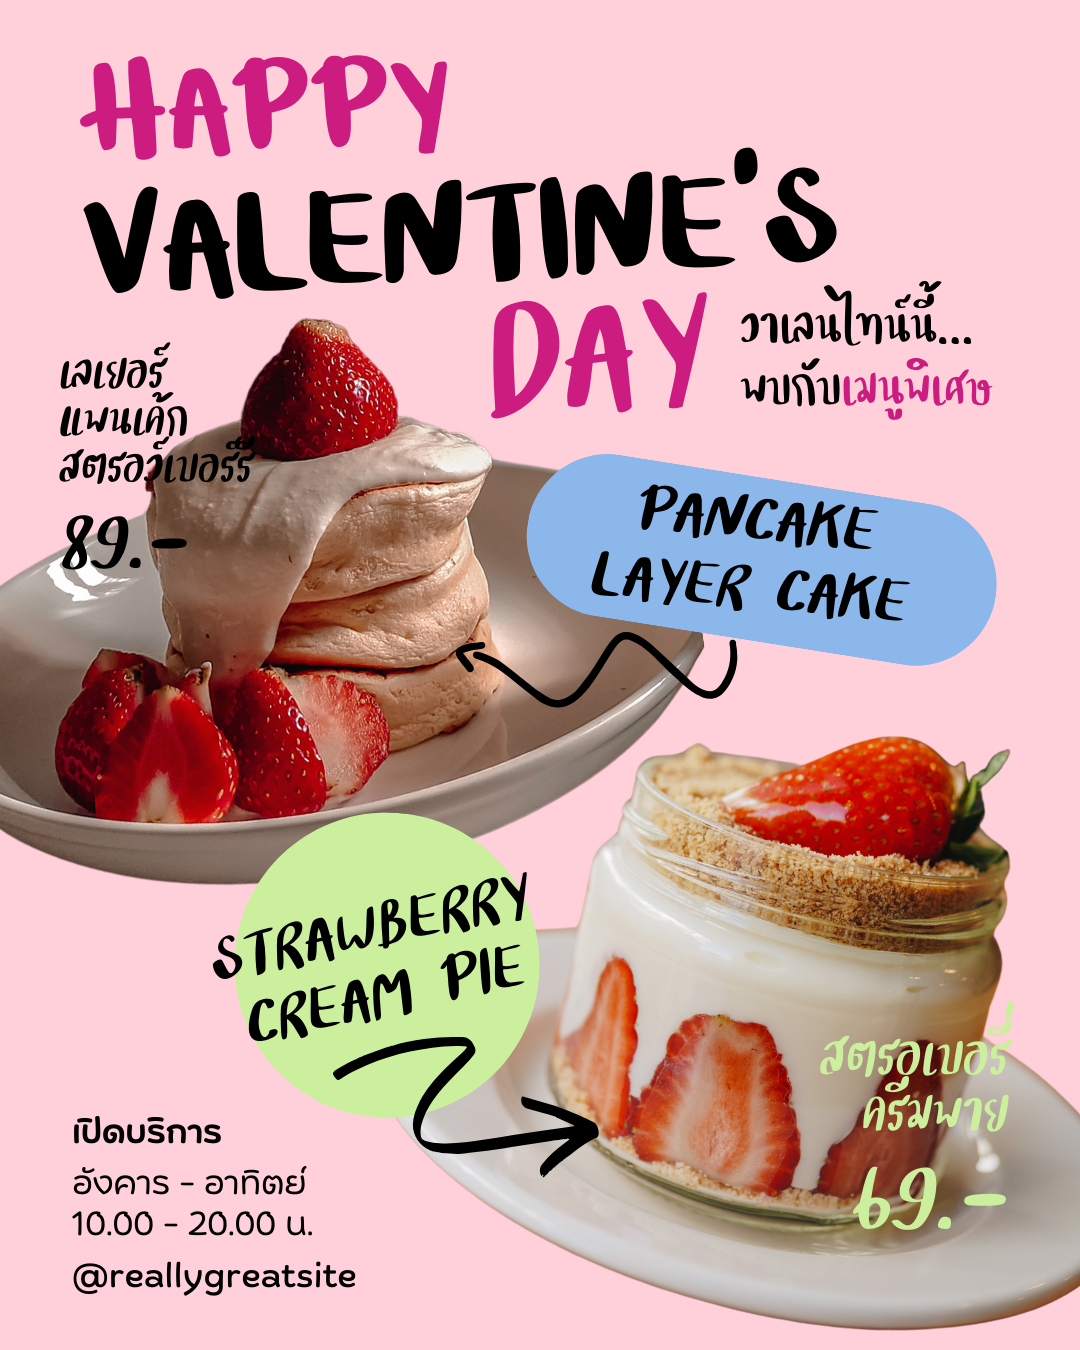 HAPPY
VALENTINE'S
DAY
วาเลนไทน์นี้...
พบกับเมนูพิเศษ
เลเยอร์
แพนเค้ก
สตรอว์เบอร์รี
89.-
PANCAKE
LAYER CAKE
STRAWBERRY
CREAM PIE
สตรอเบอรี่
ครีมพาย
69.-
เปิดบริการ
อังคาร - อาทิตย์
10.00 - 20.00 น.
@reallygreatsite